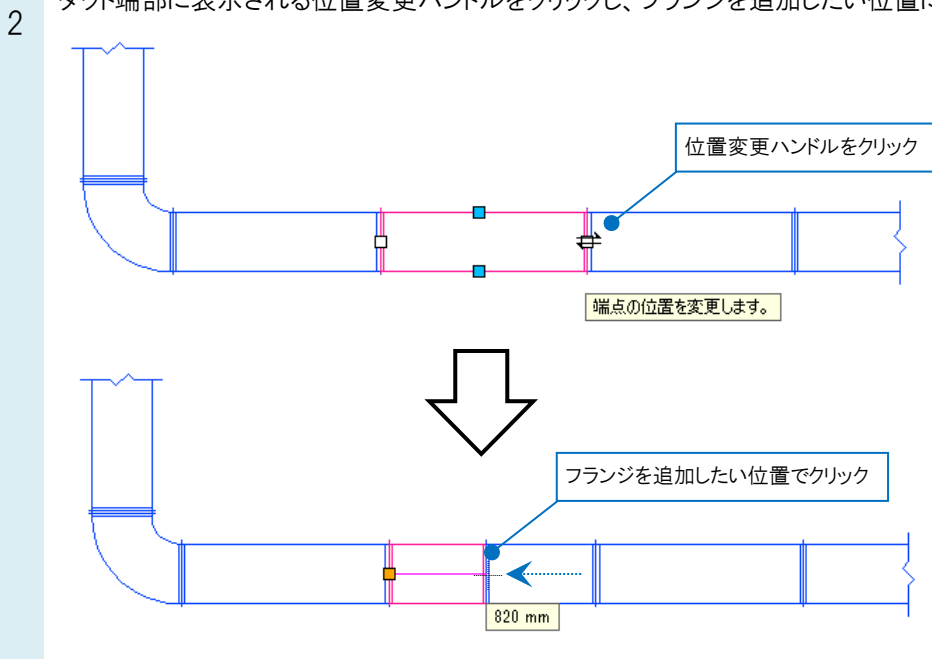 ダクト端部に表示される位置変更ハンドルをクリックし、フランジを追加したい位置に
2
位置変更ハンドルをクリック
端点の位置を変更します。
フランジを追加したい位置でクリック
820 mm